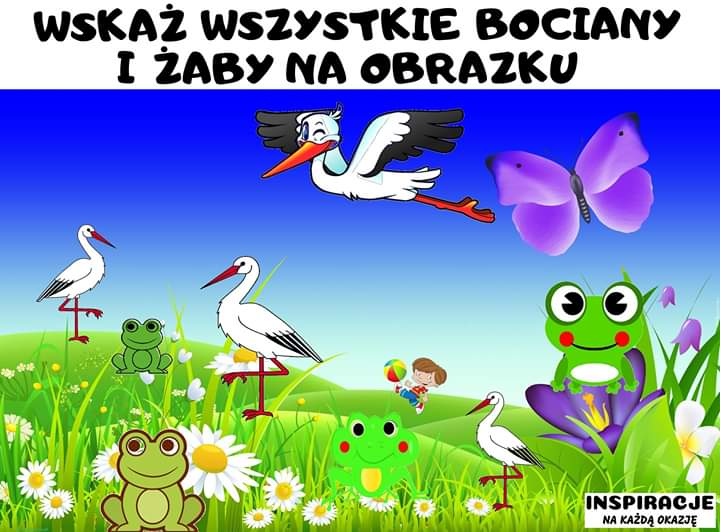 WSKAŻ WSZYSTKIE BOCIANY
I ŻABY NA OBRAZKU
INSPIRACJE
NA KAŻDĄ OKAZJĘ